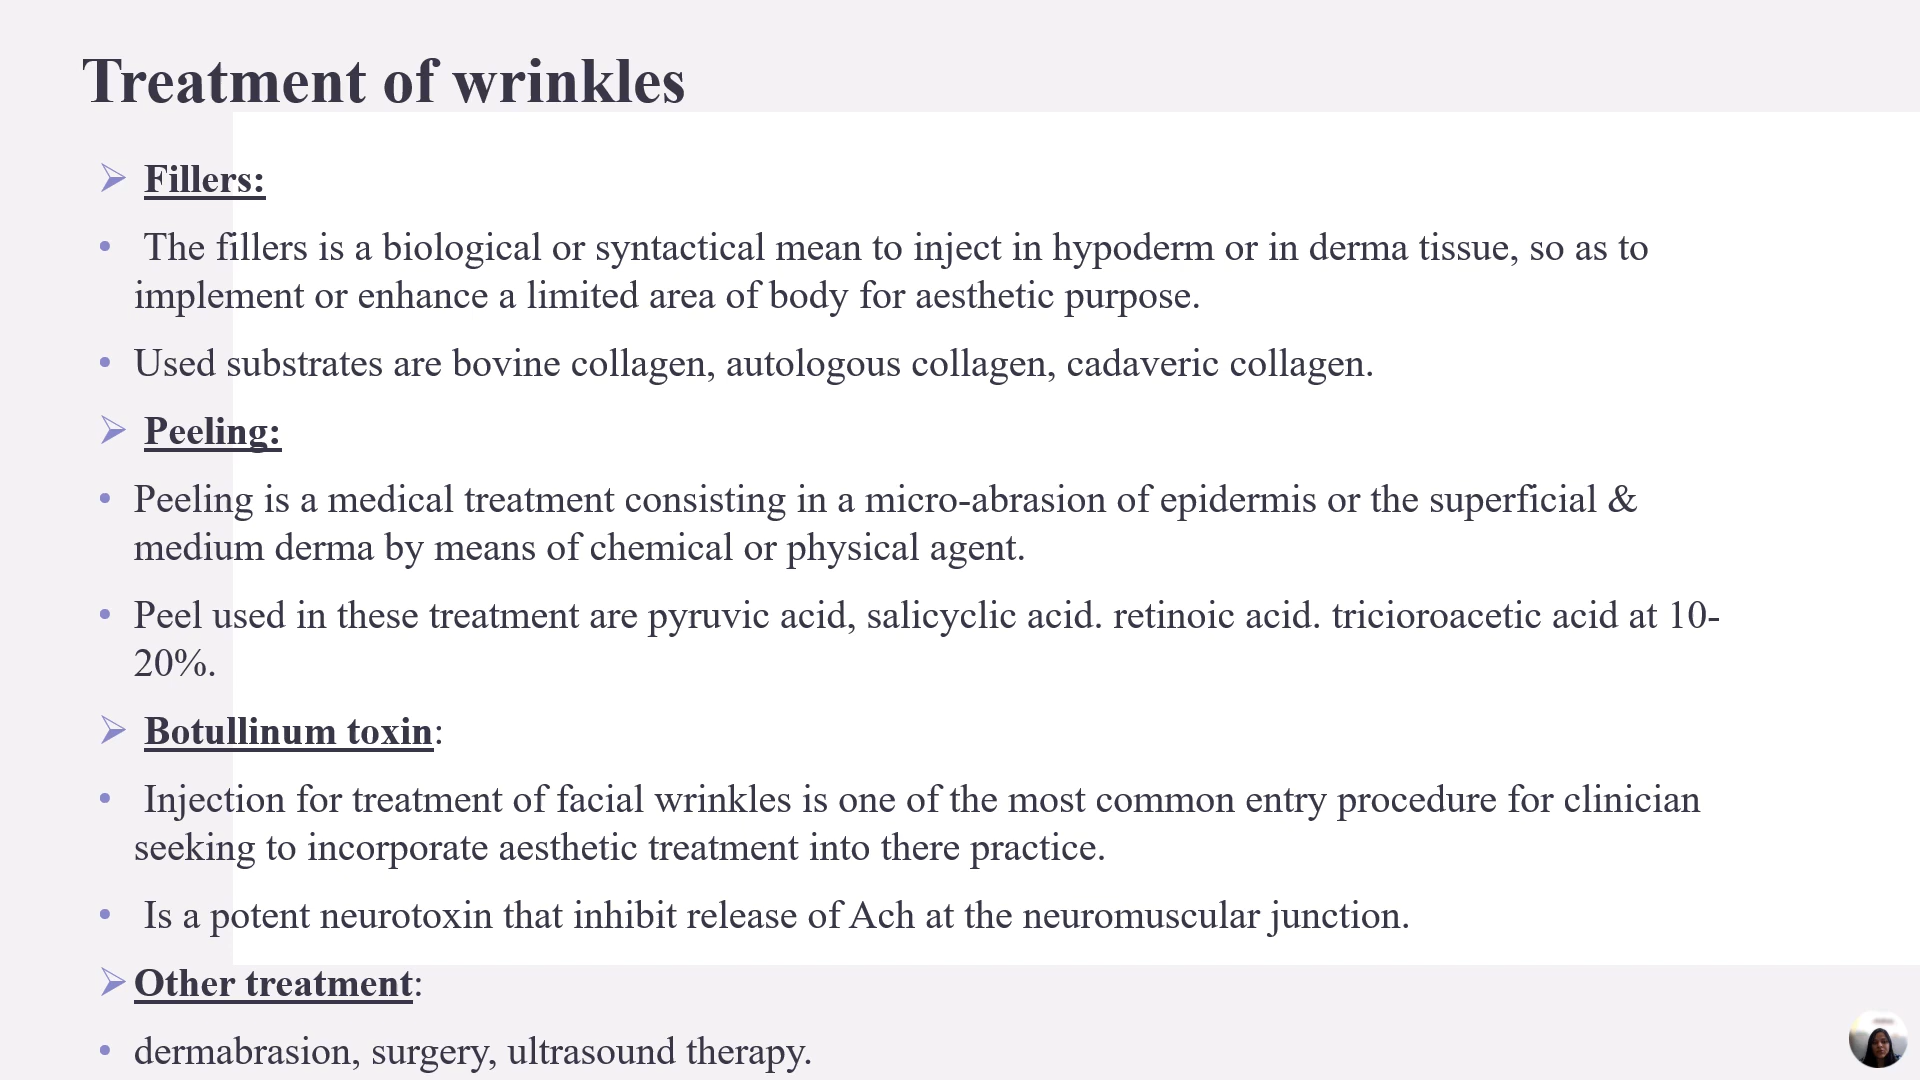 Treatment of wrinkles
Fillers:
The fillers is a biological or syntactical mean to inject in hypoderm or in derma tissue, so as to
implement or enhance a limited area of body for aesthetic purpose.
Used substrates are bovine collagen, autologous collagen, cadaveric collagen.
Peeling:
Peeling is a medical treatment consisting in a micro-abrasion of epidermis or the superficial &
medium derma by means of chemical or physical agent.
Peel used in these treatment are pyruvic acid, salicyclic acid. retinoic acid. tricioroacetic acid at 10-
20%.
Botullinum toxin:
Injection for treatment of facial wrinkles is one of the most common entry procedure for clinician
seeking to incorporate aesthetic treatment into there practice.
Is a potent neurotoxin that inhibit release of Ach at the neuromuscular junction.
Other treatment:
dermabrasion, surgery, ultrasound therapy.